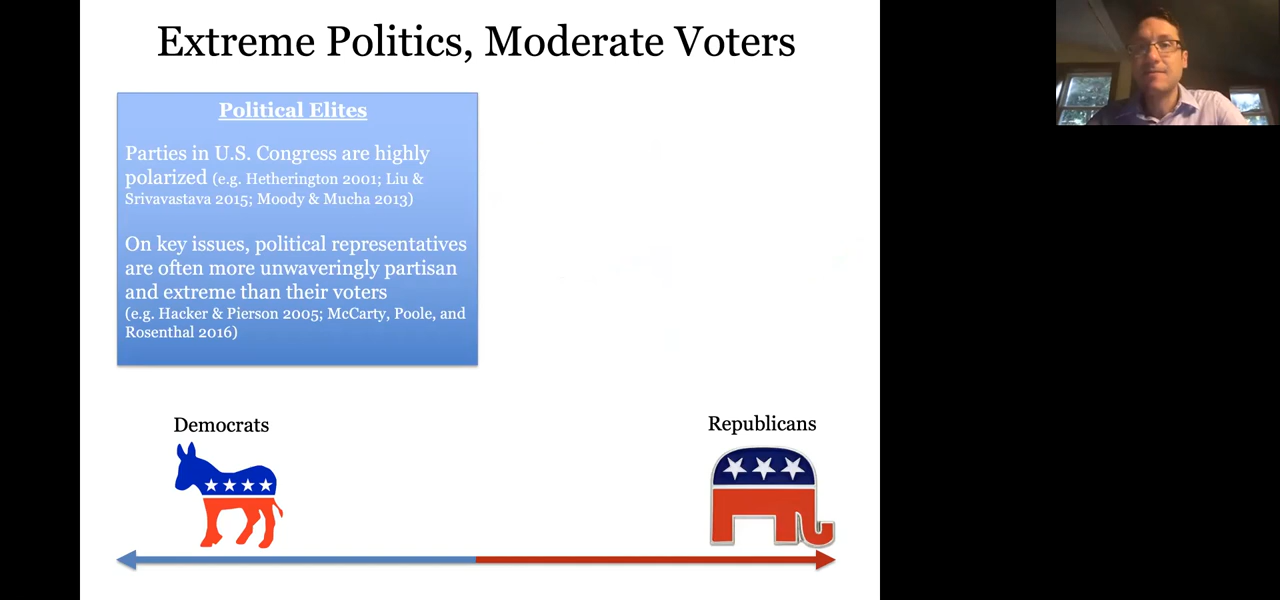 Extreme Politics, Moderate Voters
Political Elites
Parties in U.S. Congress are highly
polarized (e.g. Hetherington 2001; Liu &
Srivavastava 2015; Moody & Mucha 2013)
On key issues, political representatives
are often more unwaveringly partisan
and extreme than their voters
(e.g. Hacker & Pierson 2005; McCarty, Poole, and
Rosenthal 2016)
Democrats
Republicans